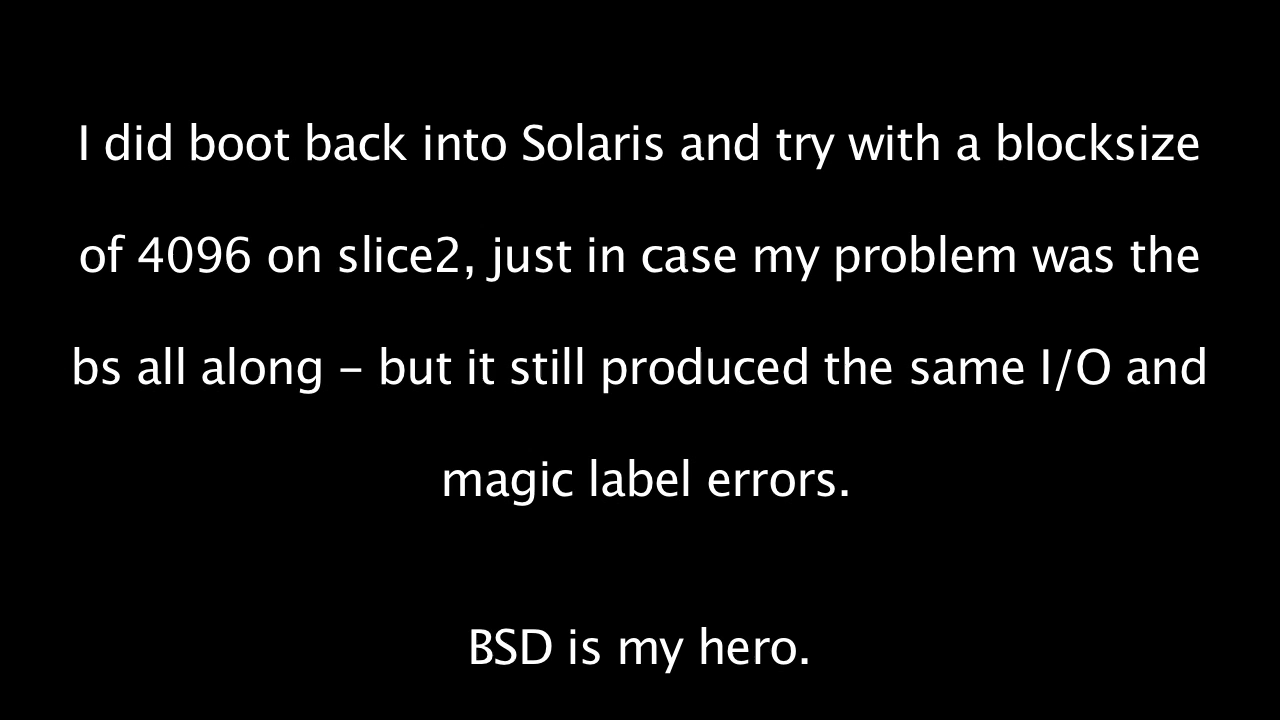 I did boot back into Solaris and try with a blocksize
of 4096 on slice2, just in case my problem was the
bs all along – but it still produced the same I/O and
magic label errors.
BSD is my hero.